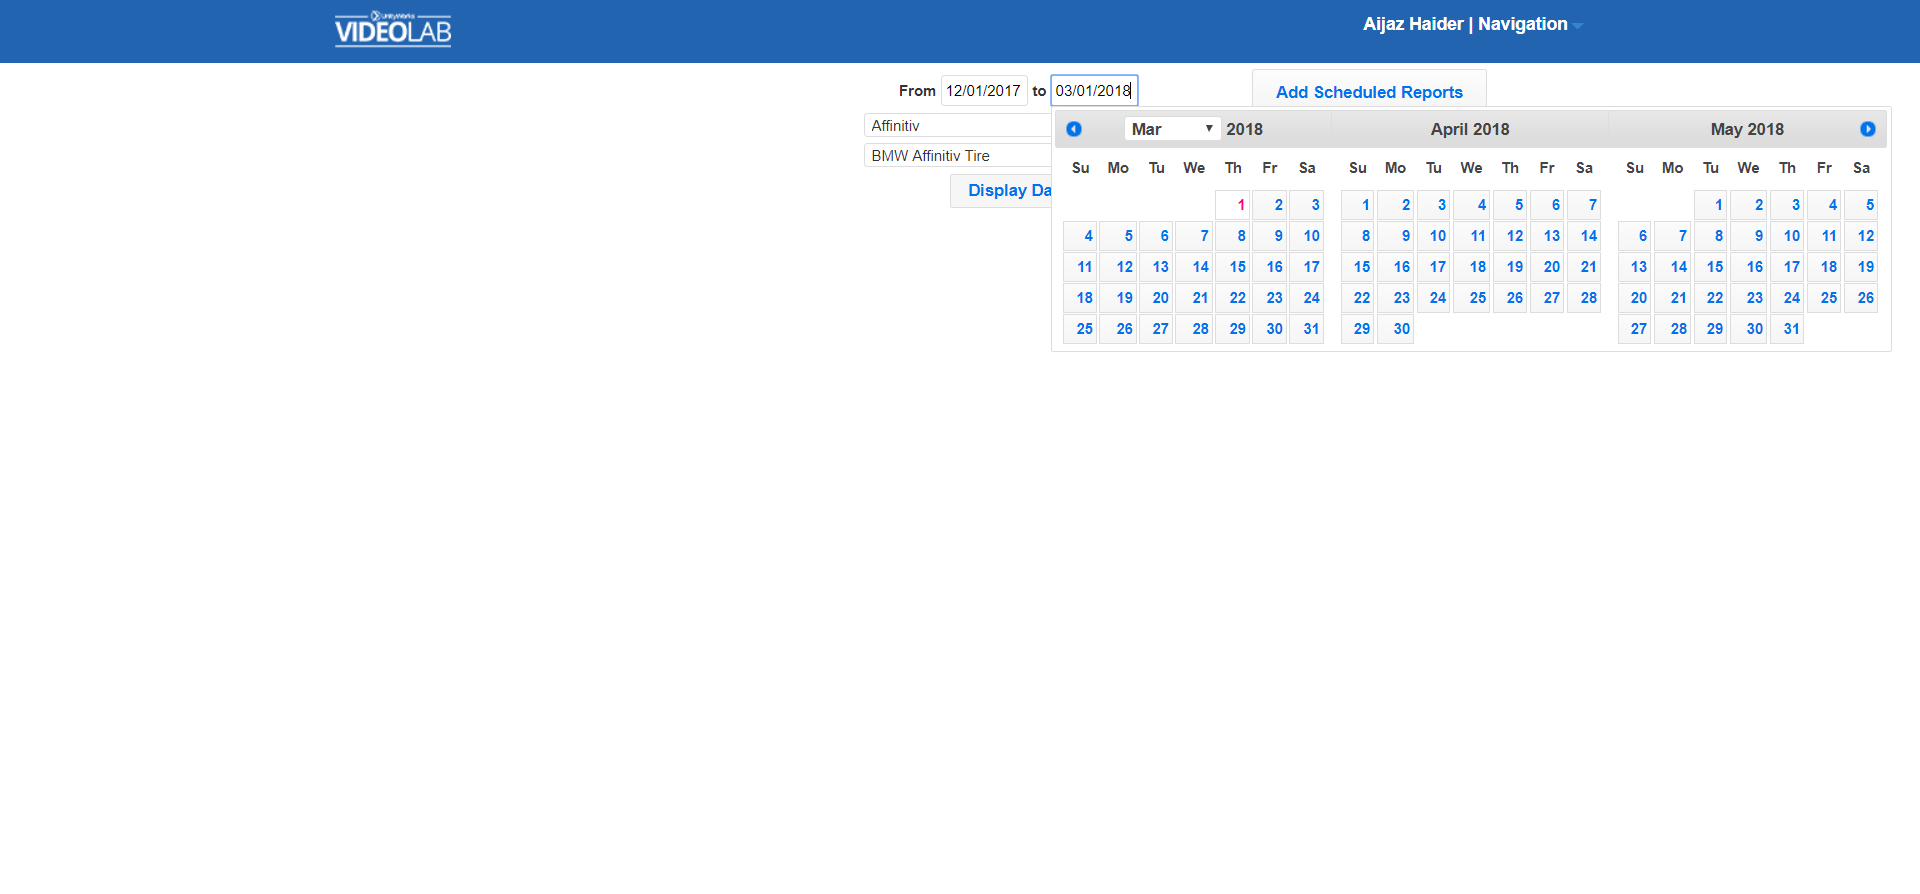 UnityWorks
VIDEOLAB
Aijaz Haider | Navigation
From 12/01/2017 to 03/01/2018
Add Scheduled Reports
Affinitiv
BMW Affinitiv Tire
Display Da
Mar 2018
Su Mo Tu We Th Fr Sa
1 2 3
4 5 6 7 8 9 10
11 12 13 14 15 16 17
18 19 20 21 22 23 24
25 26 27 28 29 30 31
April 2018
Su Mo Tu We Th Fr Sa
1 2 3 4 5 6 7
8 9 10 11 12 13 14
15 16 17 18 19 20 21
22 23 24 25 26 27 28
29 30
May 2018
Su Mo Tu We Th Fr Sa
1 2 3 4 5
6 7 8 9 10 11 12
13 14 15 16 17 18 19
20 21 22 23 24 25 26
27 28 29 30 31